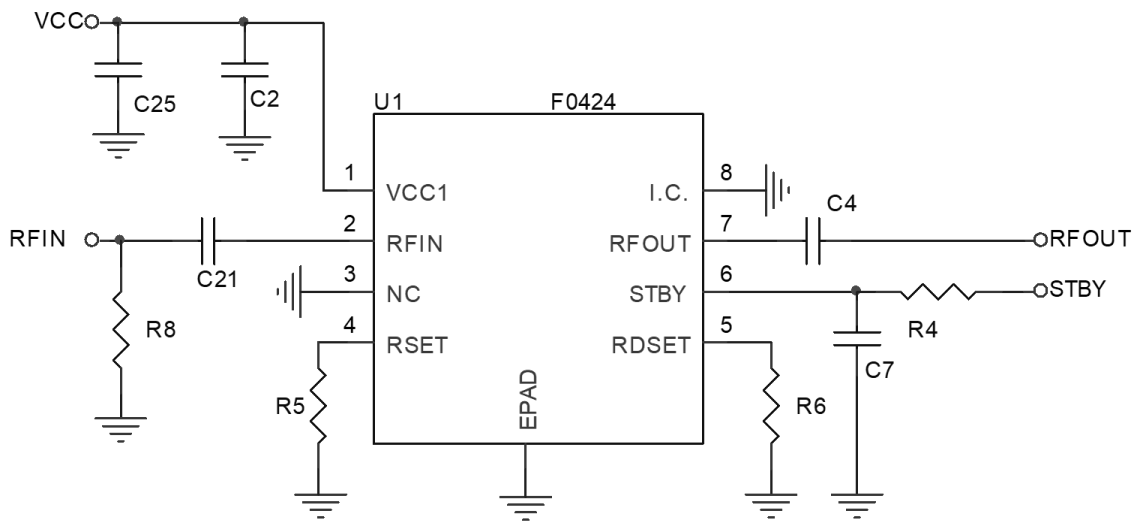 VCC
C25
C2
U1
F0424
1
VCC1
I.C.
8
C4
RFIN
2
RFIN
RFOUT
7
RFOUT
C21
3
NC
STBY
6
STBY
R8
4
RSET
RDSET
5
R4
C7
R5
EPAD
R6